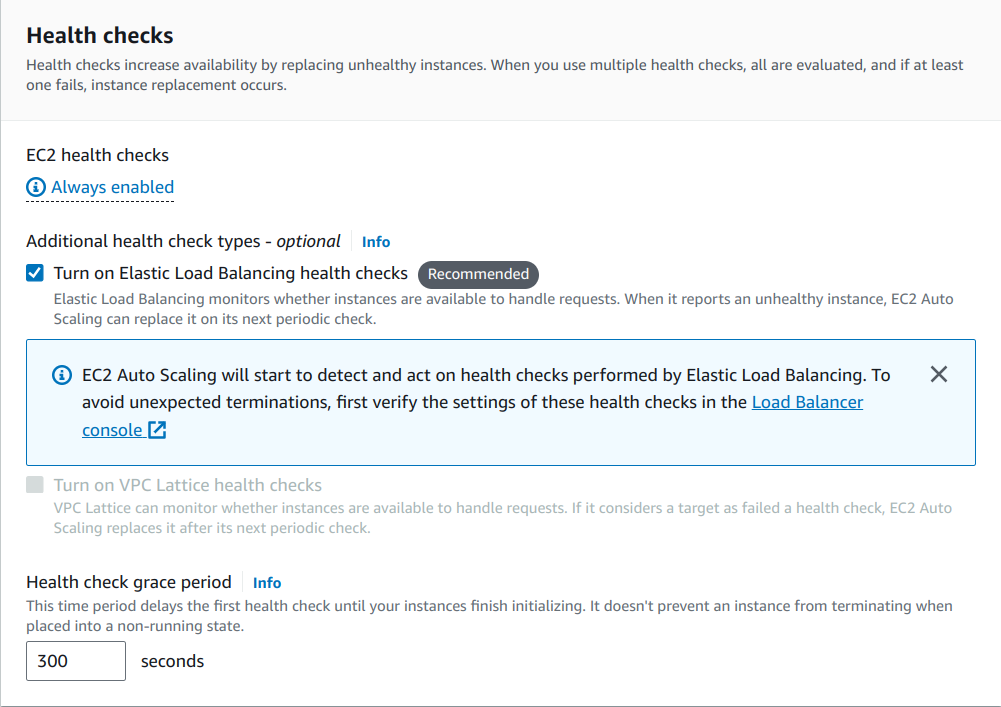 Health checks
Health checks increase availability by replacing unhealthy instances. When you use multiple health checks, all are evaluated, and if at least
one fails, instance replacement occurs.
EC2 health checks
Always enabled
Additional health check types - optional Info
Turn on Elastic Load Balancing health checks Recommended
Elastic Load Balancing monitors whether instances are available to handle requests. When it reports an unhealthy instance, EC2 Auto
Scaling can replace it on its next periodic check.
EC2 Auto Scaling will start to detect and act on health checks performed by Elastic Load Balancing. To
avoid unexpected terminations, first verify the settings of these health checks in the Load Balancer
console
Turn on VPC Lattice health checks
VPC Lattice can monitor whether instances are available to handle requests. If it considers a target as failed a health check, EC2 Auto
Scaling replaces it after its next periodic check.
Health check grace period Info
This time period delays the first health check until your instances finish initializing. It doesn't prevent an instance from terminating when
placed into a non-running state.
300 seconds